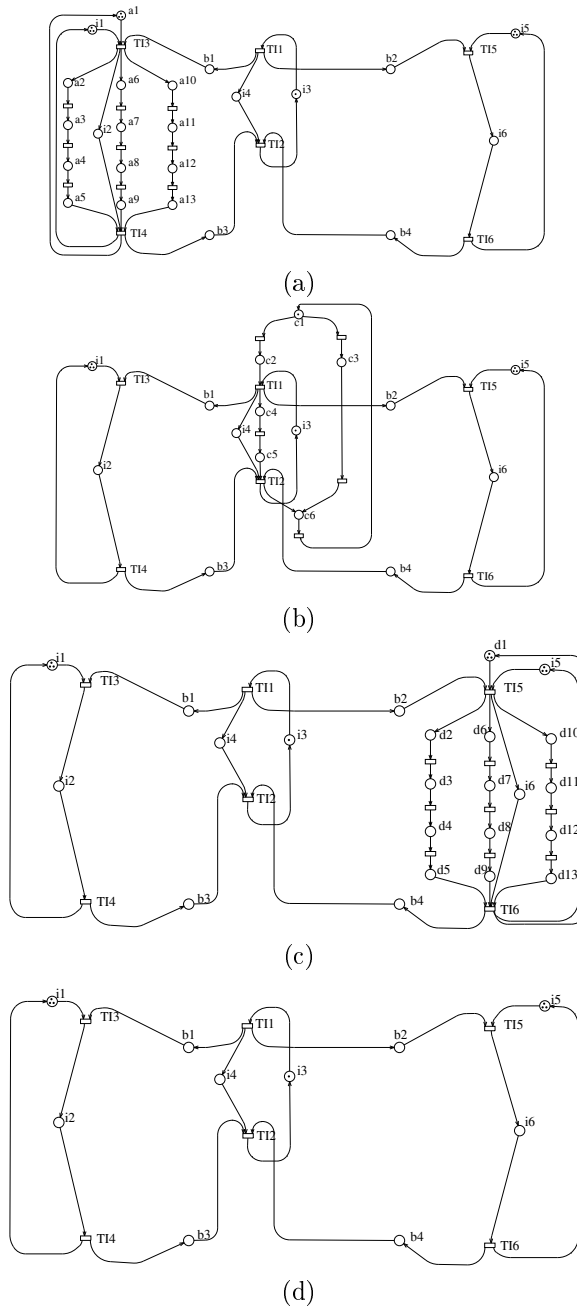 a1
i1 i5
TI3 b1 TI1 b2 TI5
a2 a6 a10 i4 i3
a3 i2 a7 a11 TI2 i6
a4 a8 a12
a5 a9 a13
TI4 b3 b4 TI6
(a)
c1
c2 c3
i1 TI3 TI1 i5 TI5
b1 c4 b2
i4 i3
i2 c5 TI2 i6
c6
TI4 b3 b4 TI6
(b)
d1
i1 TI3 TI1 TI5 i5
b1 b2
i4 i3 d2 d6 d10
i2 d3 d7 i6 d11
TI2 d4 d8 d12
d5 d9 d13
TI4 b3 b4 TI6
(c)
i1 i5
TI3 TI1 TI5
b1 b2
i4 i3
i2 TI2 i6
TI4 b3 b4 TI6
(d)